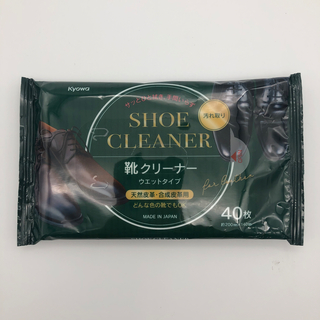 Kyowa
SHOE
CLEANER
汚れ取り
靴クリーナー
ウエットタイプ
天然皮革・合成皮革用
どんな色の靴でもOK
MADE IN JAPAN
40枚